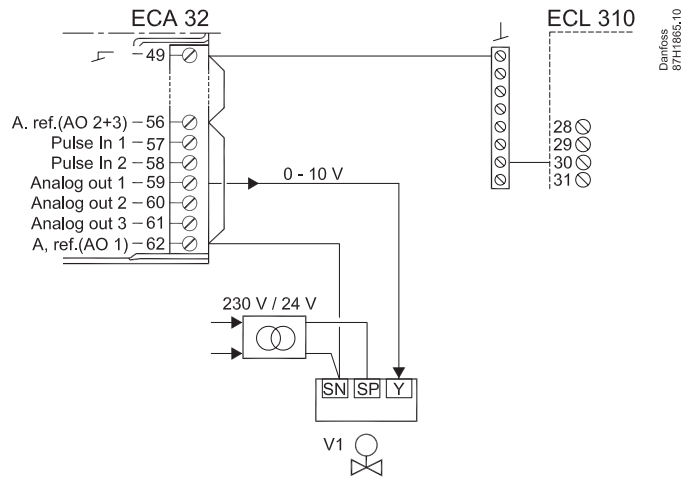 ECA 32
ECL 310
Danfoss
87H1865.10
49
A. ref.(AO 2+3) – 56
Pulse In 1 – 57
Pulse In 2 – 58
Analog out 1 – 59
Analog out 2 – 60
Analog out 3 – 61
A, ref.(AO 1) – 62
0 - 10 V
28
29
30
31
230 V / 24 V
SN SP Y
V1